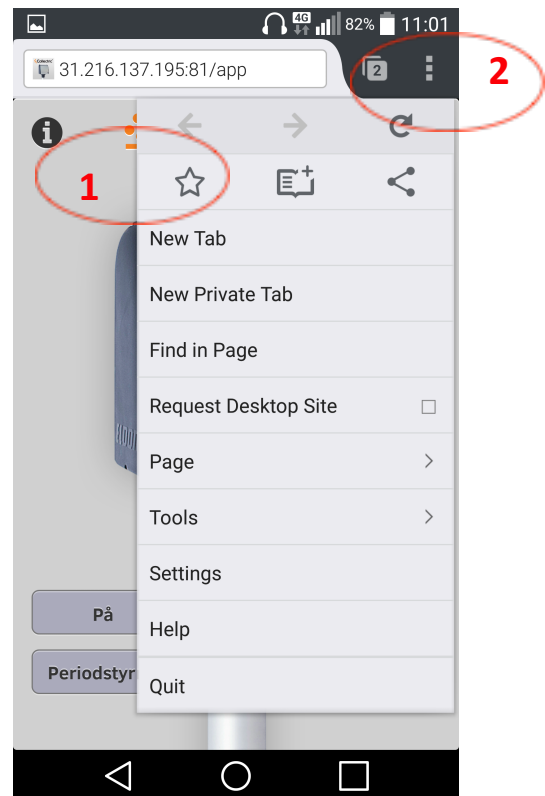 4G 82% 11:01
31.216.137.195:81/app
2
2
i
1
New Tab
New Private Tab
Find in Page
Request Desktop Site
Page
Tools
Settings
På
Help
Periodstyr
Quit